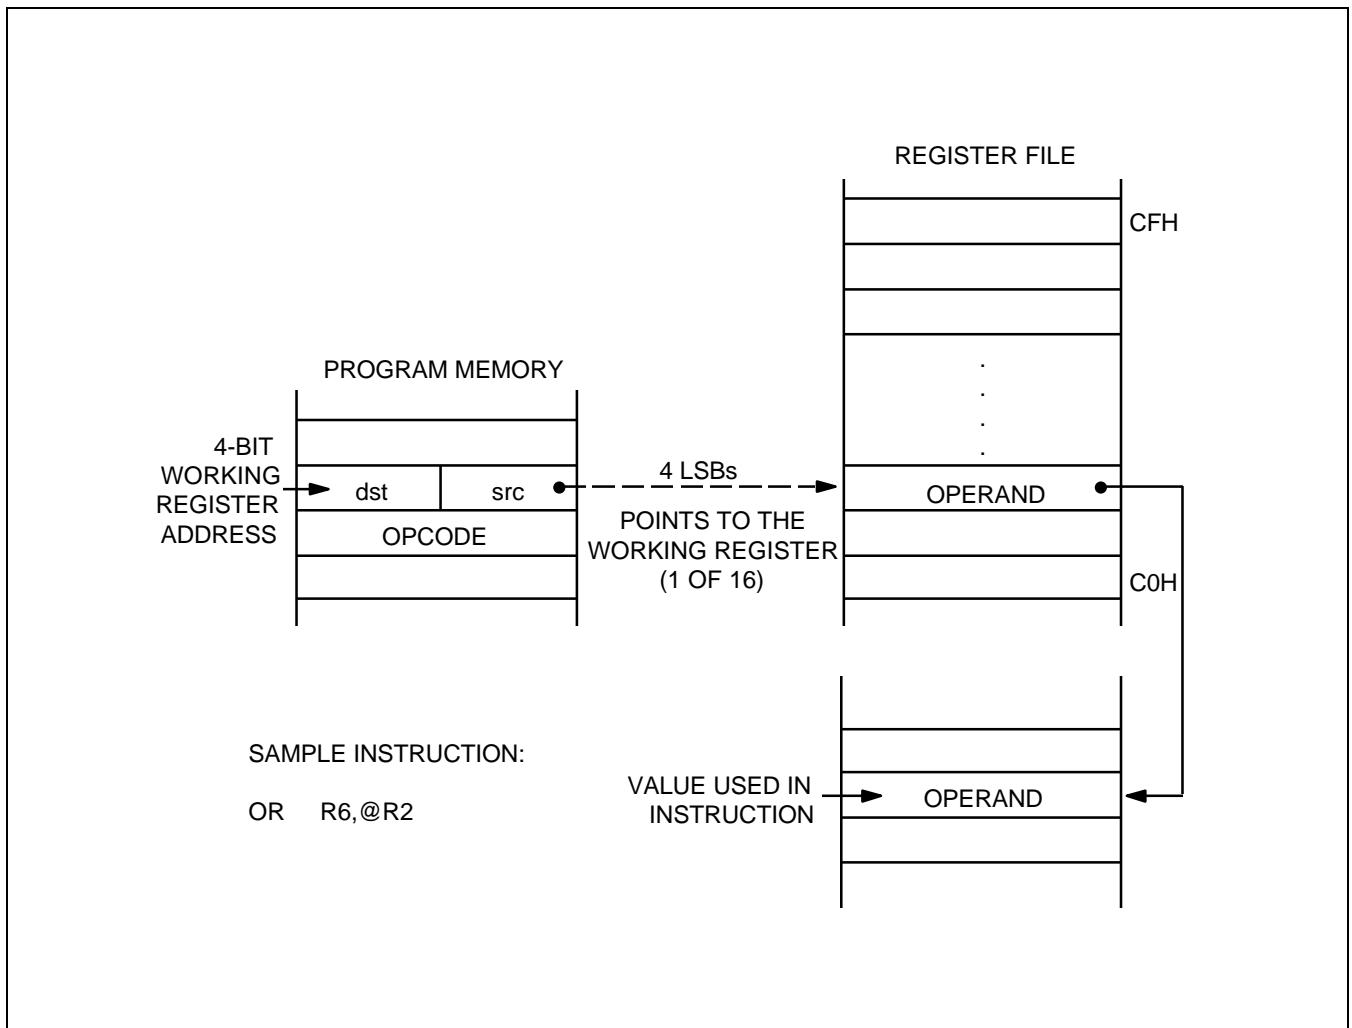 REGISTER FILE
CFH
PROGRAM MEMORY
.
.
.
.
4-BIT
WORKING
REGISTER
ADDRESS
dst
src
4 LSBs
OPERAND
OPCODE
POINTS TO THE
WORKING REGISTER
(1 OF 16)
C0H
SAMPLE INSTRUCTION:
OR R6,@R2
VALUE USED IN
INSTRUCTION
OPERAND